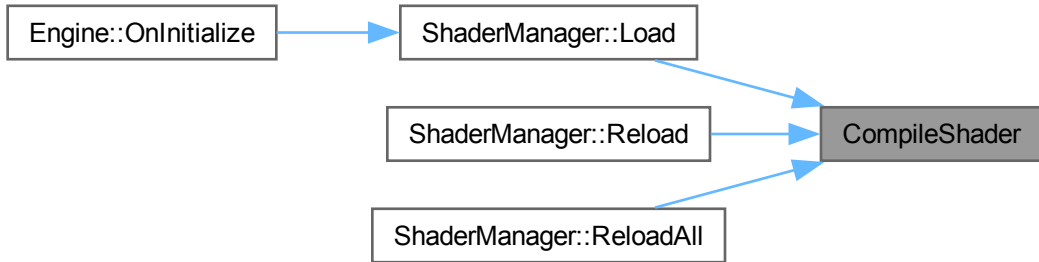 Engine::OnInitialize
ShaderManager::Load
ShaderManager::Reload
CompileShader
ShaderManager::ReloadAll